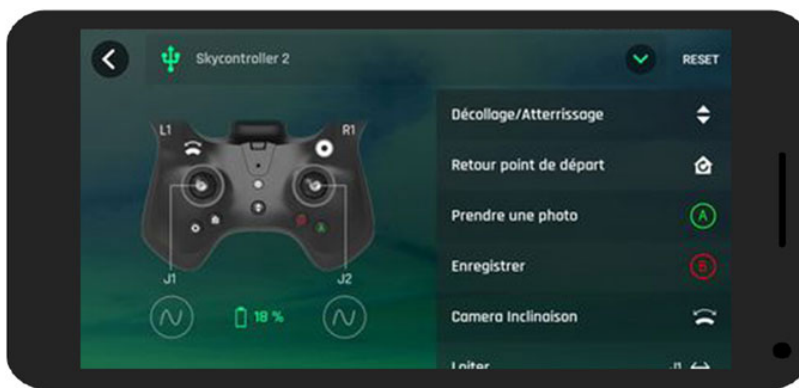 Skycontroller 2
RESET
L1
R1
J1
J2
18 %
Décollage/Atterrissage
Retour point de départ
Prendre une photo
A
Enregistrer
B
Camera Inclinaison
Loiter
J1